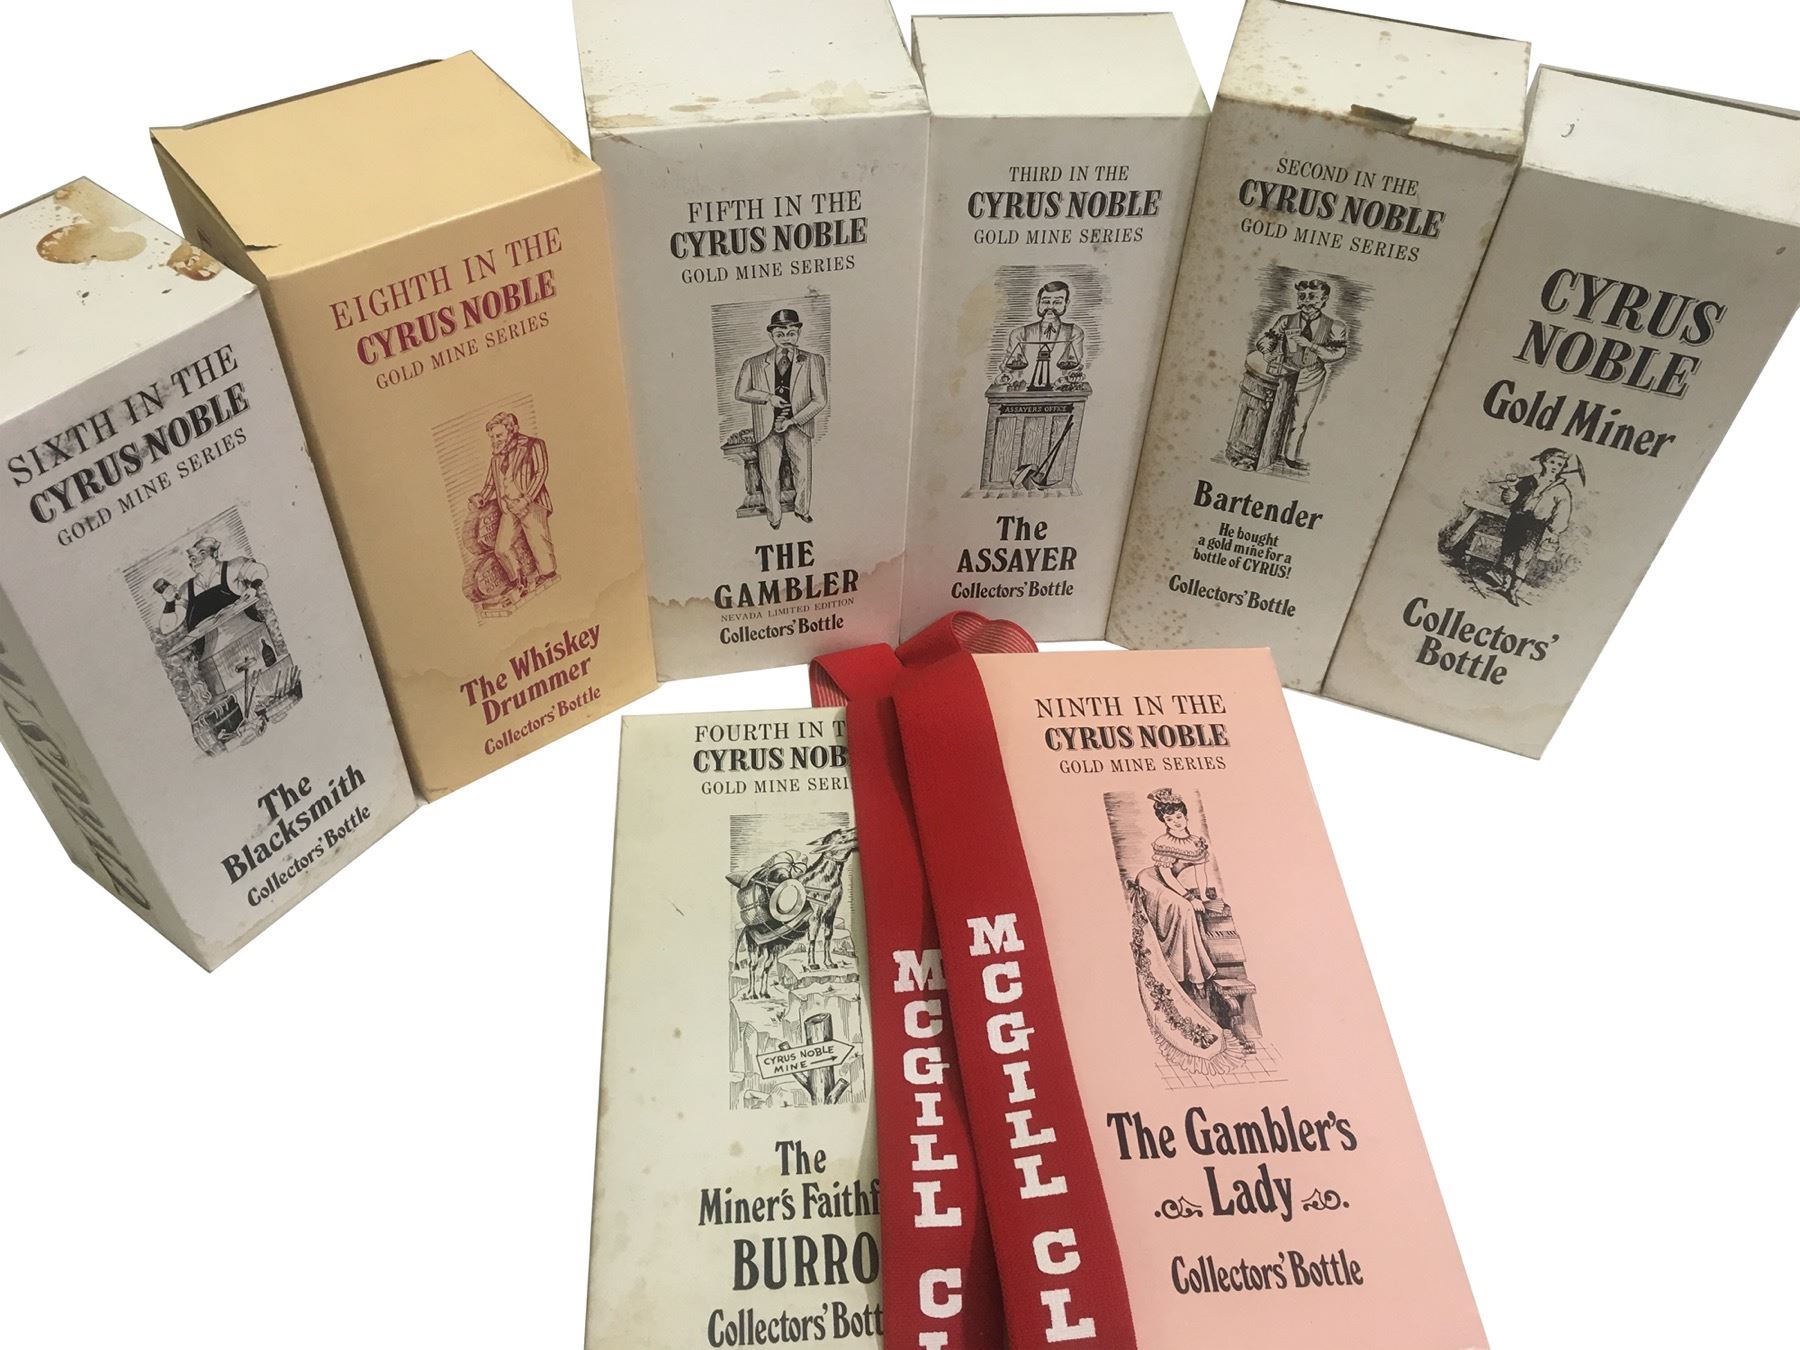 SIXTH IN THE
CYRUS NOBLE
GOLD MINE SERIES
The
Blacksmith
Collectors' Bottle
EIGHTH IN THE
CYRUS NOBLE
GOLD MINE SERIES
The Whiskey
Drummer
Collectors' Bottle
FIFTH IN THE
CYRUS NOBLE
GOLD MINE SERIES
THE
GAMBLER
NEVADA LIMITED EDITION
Collectors' Bottle
THIRD IN THE
CYRUS NOBLE
GOLD MINE SERIES
ASSAYERS OFFICE
The
ASSAYER
Collectors' Bottle
SECOND IN THE
CYRUS NOBLE
GOLD MINE SERIES
Bartender
He bought
a gold mine for a
bottle of CYRUS!
Collectors' Bottle
CYRUS
NOBLE
Gold Miner
Collectors'
Bottle
FOURTH IN T
CYRUS NOB
GOLD MINE SERI
CYRUS NOBLE
MINE
The
Miner's Faithf
BURRO
Collectors' Bott
MCGILL C
MCGILL CL
NINTH IN THE
CYRUS NOBLE
GOLD MINE SERIES
The Gambler's
Lady
Collectors' Bottle